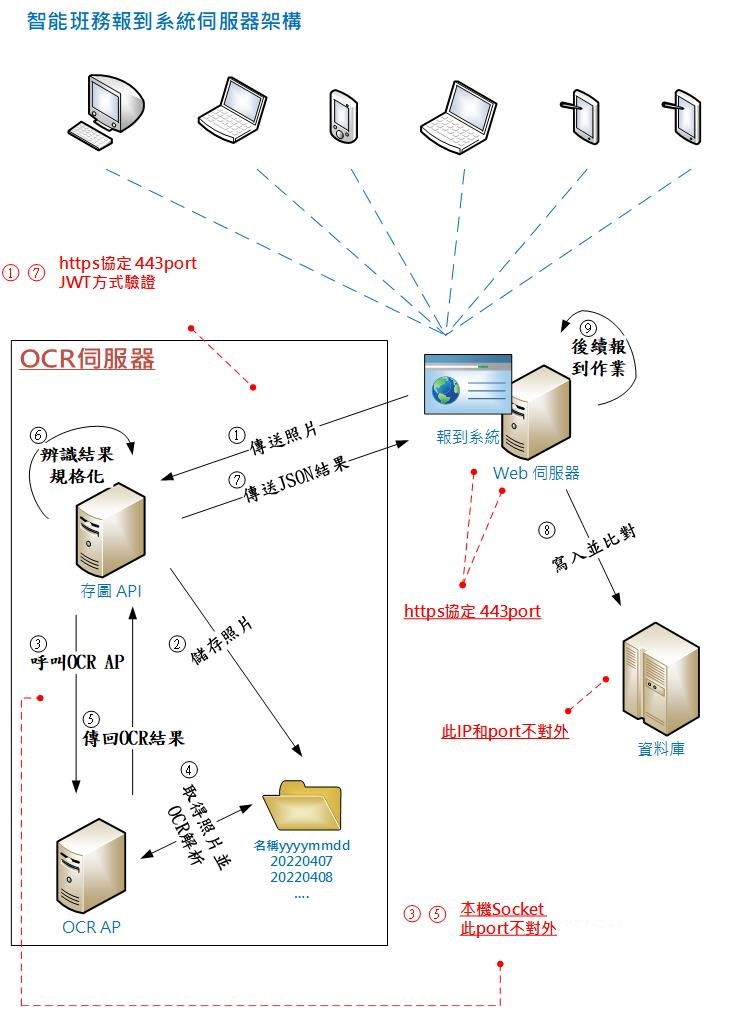 智能班務報到系統伺服器架構
① ⑦
https協定 443port
JWT方式驗證
OCR伺服器
⑨
後續報
到作業
報到系統
Web 伺服器
①
傳送照片
⑦
傳送JSON結果
⑥
辨識結果
規格化
存圖 API
⑧
寫入並比對
https協定 443port
②
儲存照片
③
呼叫OCR AP
⑤
傳回OCR結果
此IP和port不對外
資料庫
④
取得照片並
OCR解析
名稱yyyymmdd
20220407
20220408
....
OCR AP
③ ⑤
本機Socket
此port不對外